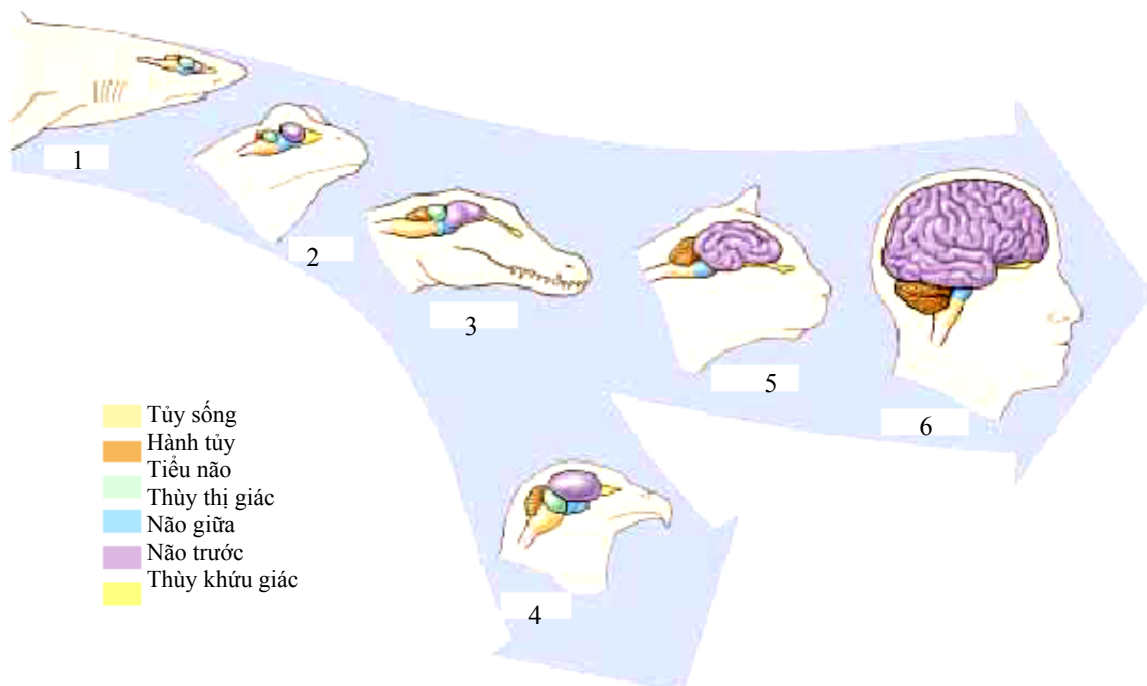 1
2
3
5
6
4
Tủy sống
Hành tủy
Tiểu não
Thùy thị giác
Não giữa
Não trước
Thùy khứu giác